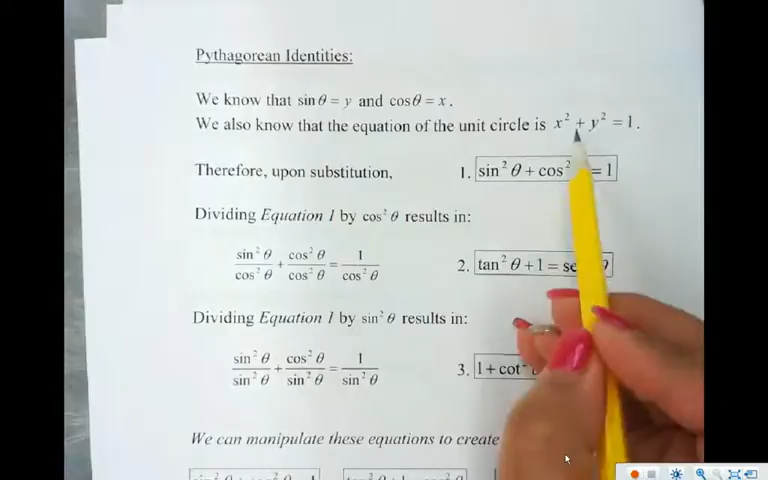 Pythagorean Identities:
We know that sin θ = y and cos θ = x.
We also know that the equation of the unit circle is x² + y² = 1.
Therefore, upon substitution, 1. sin² θ + cos² = 1
Dividing Equation 1 by cos² θ results in:
sin² θ / cos² θ + cos² θ / cos² θ = 1 / cos² θ 2. tan² θ + 1 = θ
Dividing Equation 1 by sin² θ results in:
sin² θ / sin² θ + cos² θ / sin² θ = 1 / sin² θ 3. 1 + cot
We can manipulate these equations to create